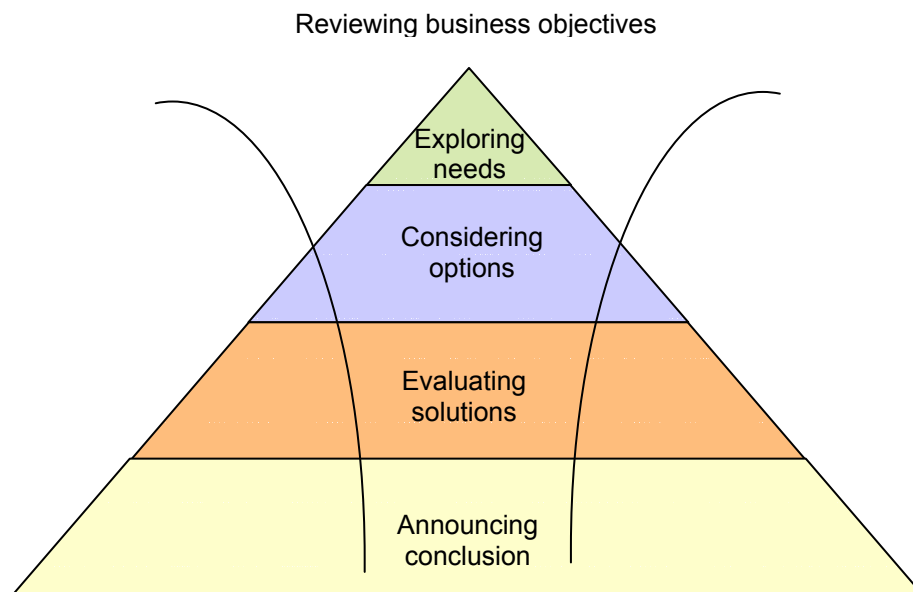 Reviewing business objectives
Exploring
needs
Considering
options
Evaluating
solutions
Announcing
conclusion